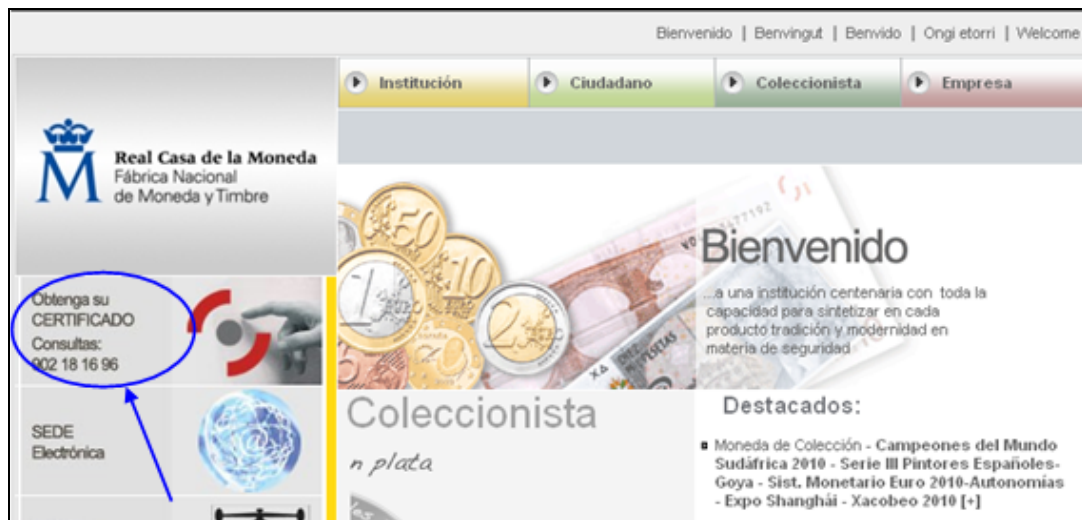 Bienvenido | Benvingut | Benvido | Ongi etorri | Welcome
Institución
Ciudadano
Coleccionista
Empresa
Real Casa de la Moneda
Fábrica Nacional
de Moneda y Timbre
Obtenga su
CERTIFICADO
Consultas:
902 18 16 96
SEDE
Electrónica
Bienvenido
...a una institución centenaria con toda la
capacidad para sintetizar en cada
producto tradición y modernidad en
materia de seguridad
Coleccionista
n plata
Destacados:
Moneda de Colección - Campeones del Mundo
Sudáfrica 2010 - Serie III Pintores Españoles-
Goya - Sist. Monetario Euro 2010-Autonomías
- Expo Shanghái - Xacobeo 2010 [+]